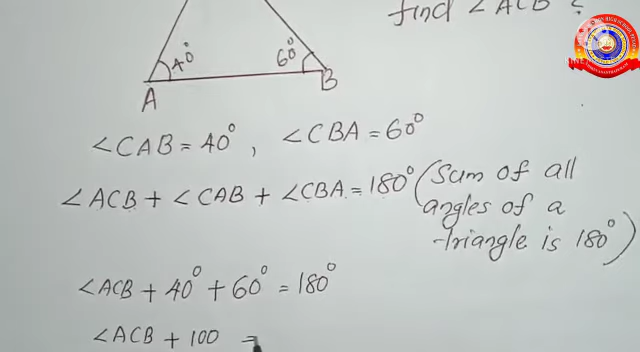 find ∠ACB ?
40°
60°
A
B
∠CAB = 40°, ∠CBA = 60°
∠ACB + ∠CAB + ∠CBA = 180° (Sum of all
angles of a
triangle is 180°)
∠ACB + 40° + 60° = 180°
∠ACB + 100 =